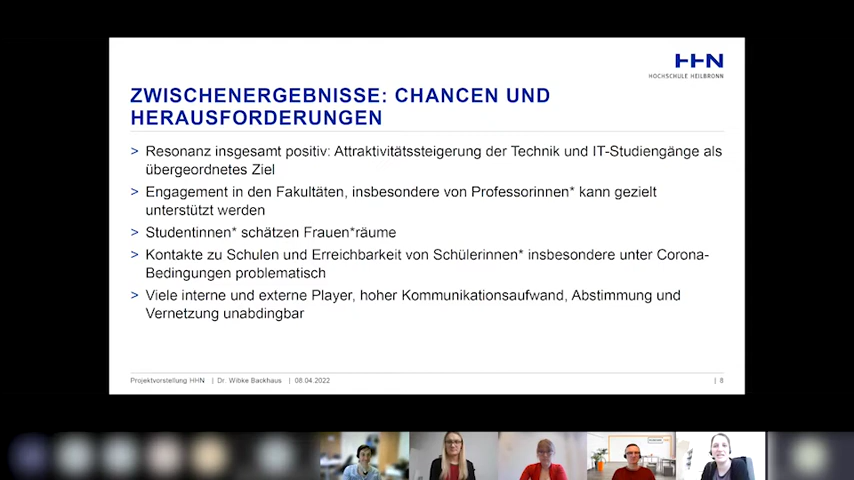 HHN
HOCHSCHULE HEILBRONN
ZWISCHENERGEBNISSE: CHANCEN UND
HERAUSFORDERUNGEN
> Resonanz insgesamt positiv: Attraktivitätssteigerung der Technik und IT-Studiengänge als
übergeordnetes Ziel
> Engagement in den Fakultäten, insbesondere von Professorinnen* kann gezielt
unterstützt werden
> Studentinnen* schätzen Frauen*räume
> Kontakte zu Schulen und Erreichbarkeit von Schülerinnen* insbesondere unter Corona-
Bedingungen problematisch
> Viele interne und externe Player, hoher Kommunikationsaufwand, Abstimmung und
Vernetzung unabdingbar
Projektvorstellung HHN | Dr. Wibke Backhaus | 08.04.2022 | 8